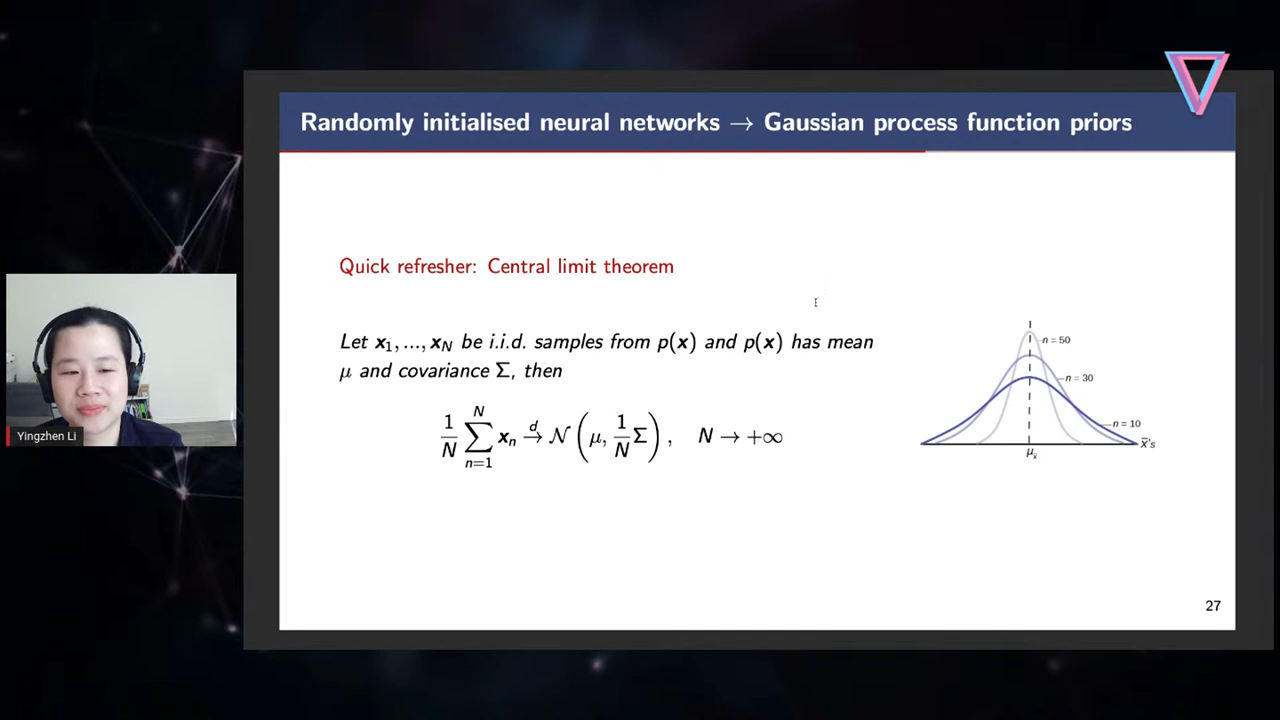 Randomly initialised neural networks → Gaussian process function priors
Quick refresher: Central limit theorem
Let x₁, ..., x_N be i.i.d. samples from p(x) and p(x) has mean
μ and covariance Σ, then
1/N ∑_{n=1}^{N} xₙ →ᵈ 𝒩(μ, 1/N Σ), N → +∞
n = 50
n = 30
n = 10
x̄'s
μ_x̄
Yingzhen Li
27